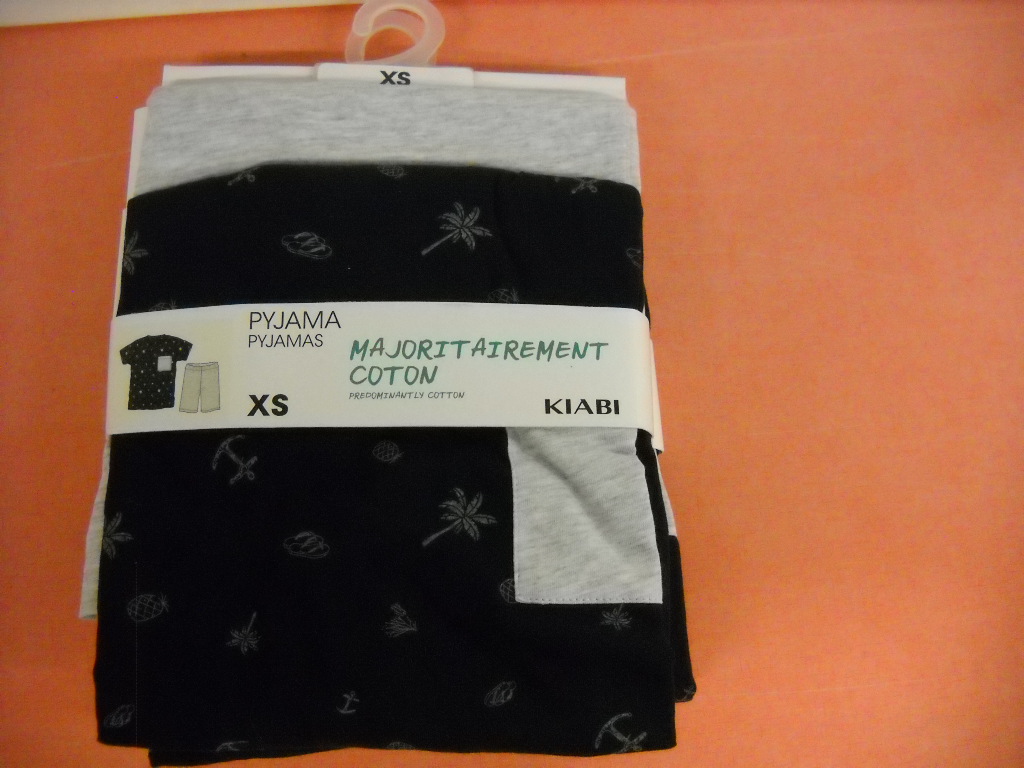 XS
PYJAMA
PYJAMAS
MAJORITAIREMENT
COTON
PREDOMINANTLY COTTON
XS
KIABI